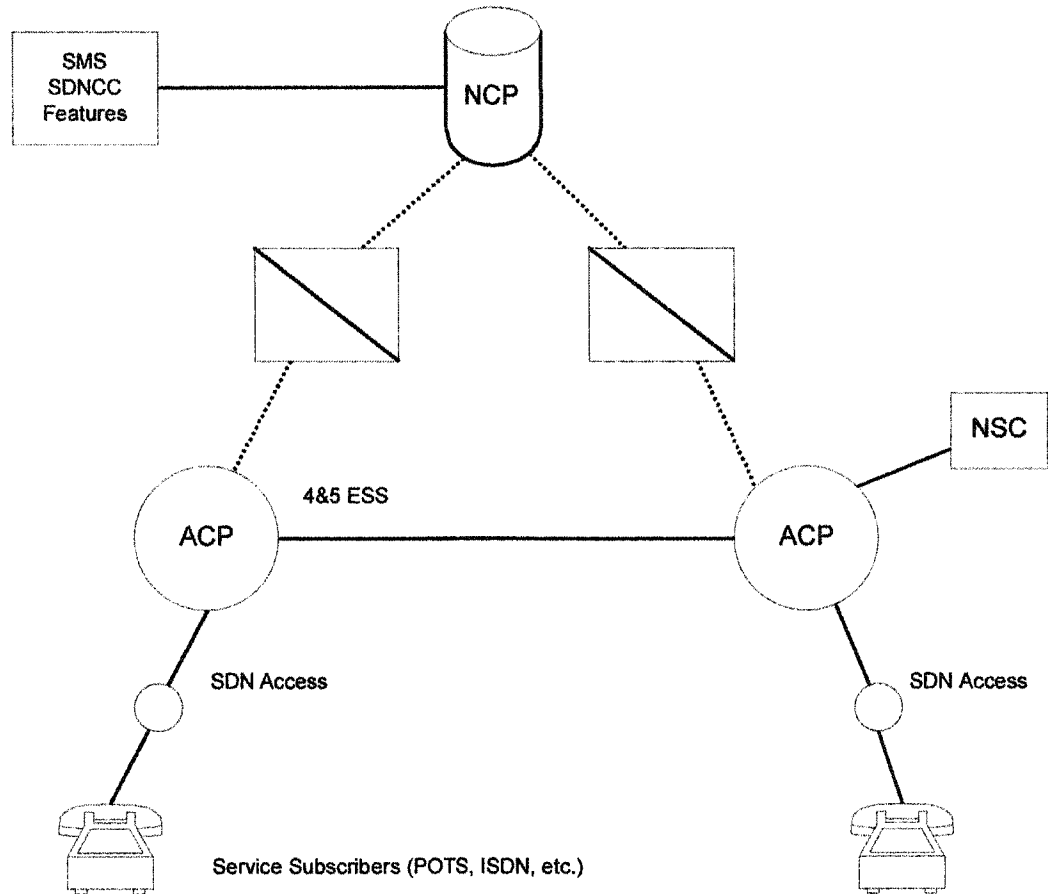 SMS
SDNCC
Features
NCP
NSC
4&5 ESS
ACP
ACP
SDN Access
SDN Access
Service Subscribers (POTS, ISDN, etc.)